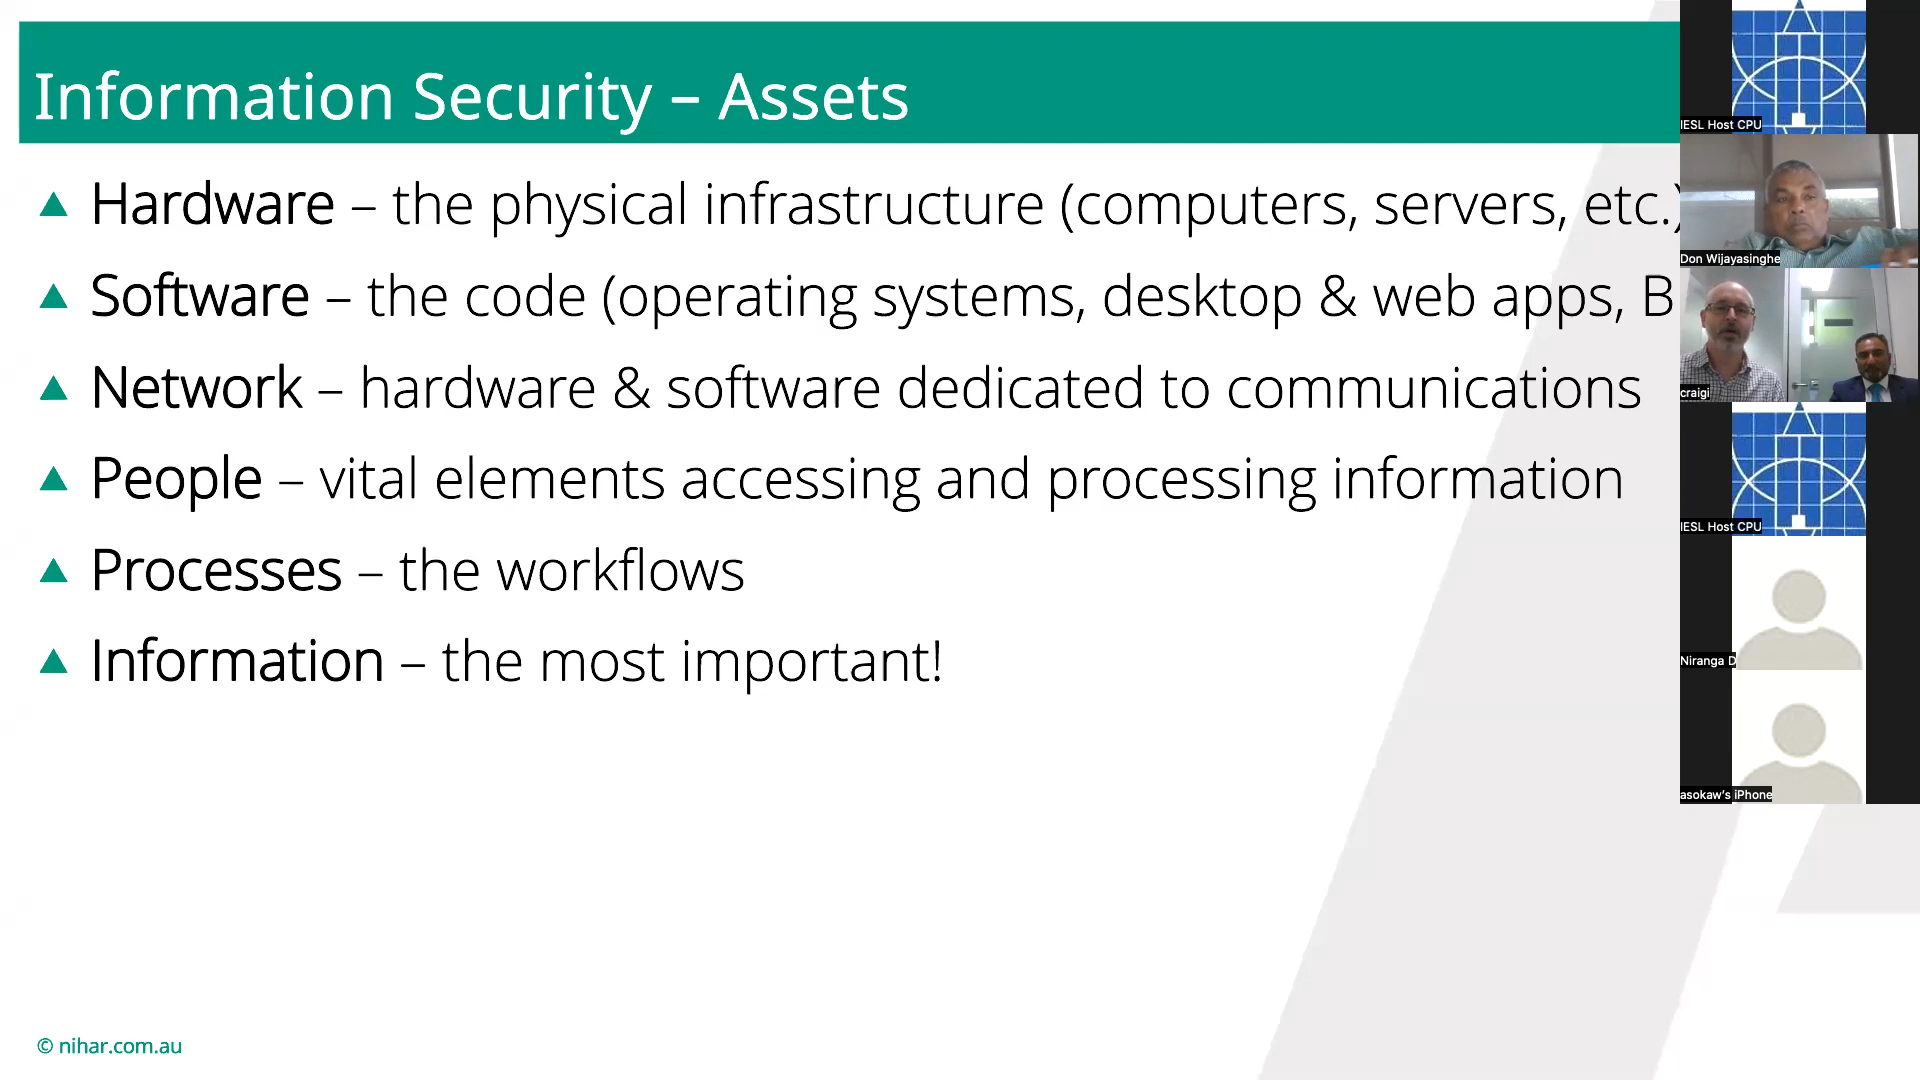 Information Security – Assets
Hardware – the physical infrastructure (computers, servers, etc.)
Software – the code (operating systems, desktop & web apps, B
Network – hardware & software dedicated to communications
People – vital elements accessing and processing information
Processes – the workflows
Information – the most important!
© nihar.com.au
IESL Host CPU
Don Wijayasinghe
craigi
IESL Host CPU
Niranga D
asokaw's iPhone